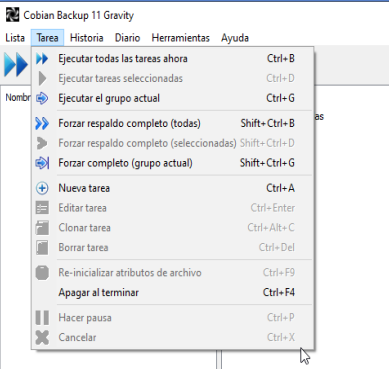 Cobian Backup 11 Gravity
Lista Tarea Historia Diario Herramientas Ayuda
Ejecutar todas las tareas ahora Ctrl+B
Ejecutar tareas seleccionadas Ctrl+D
Nombr Ejecutar el grupo actual Ctrl+G
Forzar respaldo completo (todas) Shift+Ctrl+B
Forzar respaldo completo (seleccionadas) Shift+Ctrl+D
Forzar completo (grupo actual) Shift+Ctrl+G
Nueva tarea Ctrl+A
Editar tarea Ctrl+Enter
Clonar tarea Ctrl+Alt+C
Borrar tarea Ctrl+Del
Re-inicializar atributos de archivo Ctrl+F9
Apagar al terminar Ctrl+F4
Hacer pausa Ctrl+P
Cancelar Ctrl+X